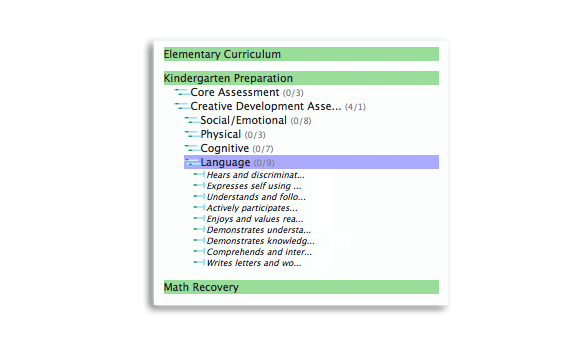 Elementary Curriculum
Kindergarten Preparation
Core Assessment (0/3)
Creative Development Asse... (4/1)
Social/Emotional (0/8)
Physical (0/3)
Cognitive (0/7)
Language (0/9)
Hears and discriminat...
Expresses self using ...
Understands and follo...
Actively participates...
Enjoys and values rea...
Demonstrates understa...
Demonstrates knowledg...
Comprehends and inter...
Writes letters and wo...
Math Recovery